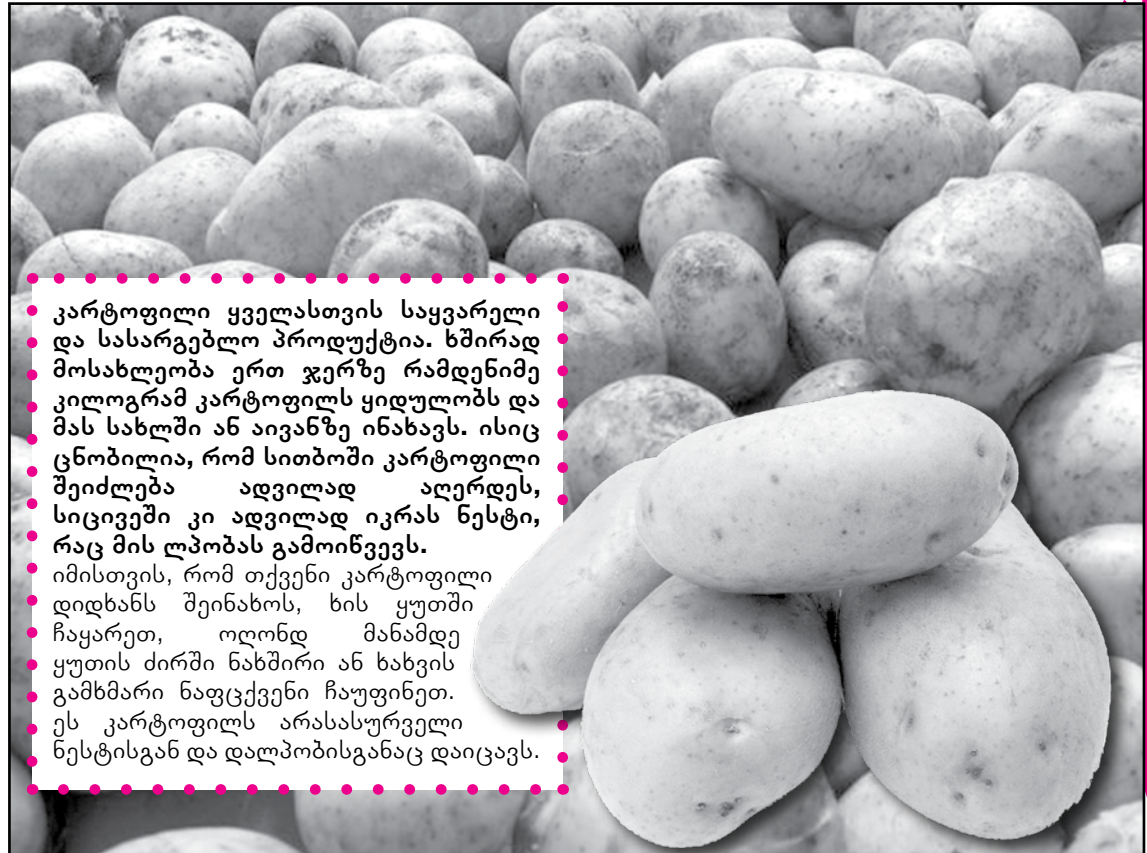 კარტოფილი ყველასთვის საყვარელი
და სასარგებლო პროდუქტია. ხშირად
მოსახლეობა ერთ ჯერზე რამდენიმე
კილოგრამ კარტოფილს ყიდულობს და
მას სახლში ან აივანზე ინახავს. ისიც
ცნობილია, რომ სითბოში კარტოფილი
შეიძლება ადვილად აღერდეს,
სიცივეში კი ადვილად იკრას ნესტი,
რაც მის ლპობას გამოიწვევს.
იმისთვის, რომ თქვენი კარტოფილი
დიდხანს შეინახოს, ხის ყუთში
ჩაყარეთ, ოღონდ მანამდე
ყუთის ძირში ნახშირი ან ხახვის
გამხმარი ნაფცქვენი ჩაუფინეთ.
ეს კარტოფილს არასასურველი
ნესტისგან და დალპობისგანაც დაიცავს.